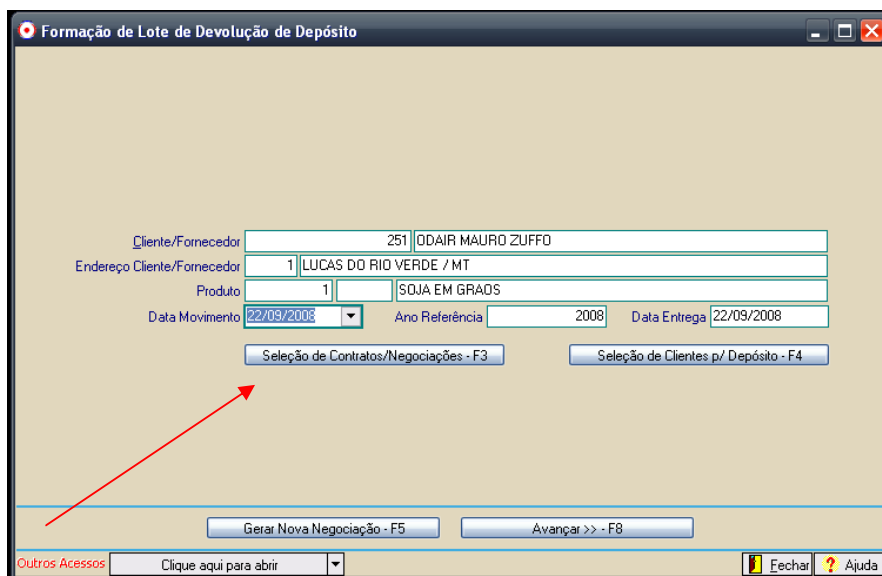 Formação de Lote de Devolução de Depósito
Cliente/Fornecedor 251 ODAIR MAURO ZUFFO
Endereço Cliente/Fornecedor 1 LUCAS DO RIO VERDE / MT
Produto 1 SOJA EM GRAOS
Data Movimento 22/09/2008 Ano Referência 2008 Data Entrega 22/09/2008
Seleção de Contratos/Negociações - F3 Seleção de Clientes p/ Depósito - F4
Gerar Nova Negociação - F5 Avançar >> - F8
Outros Acessos Clique aqui para abrir Fechar ? Ajuda